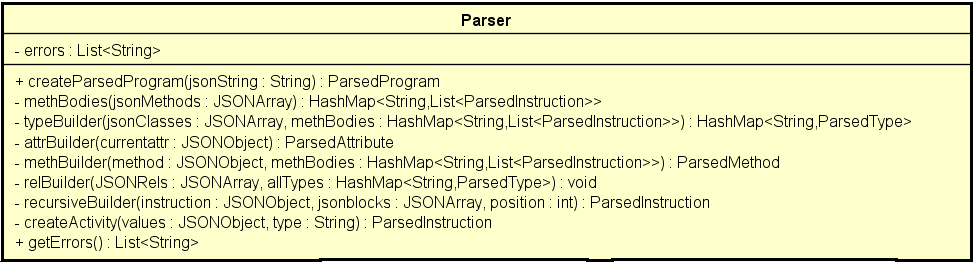 Parser
- errors : List<String>
+ createParsedProgram(jsonString : String) : ParsedProgram
- methBodies(jsonMethods : JSONArray) : HashMap<String,List<ParsedInstruction>>
- typeBuilder(jsonClasses : JSONArray, methBodies : HashMap<String,List<ParsedInstruction>>) : HashMap<String,ParsedType>
- attrBuilder(currentattr : JSONObject) : ParsedAttribute
- methBuilder(method : JSONObject, methBodies : HashMap<String,List<ParsedInstruction>>) : ParsedMethod
- relBuilder(JSONRels : JSONArray, allTypes : HashMap<String,ParsedType>) : void
- recursiveBuilder(instruction : JSONObject, jsonblocks : JSONArray, position : int) : ParsedInstruction
- createActivity(values : JSONObject, type : String) : ParsedInstruction
+ getErrors() : List<String>